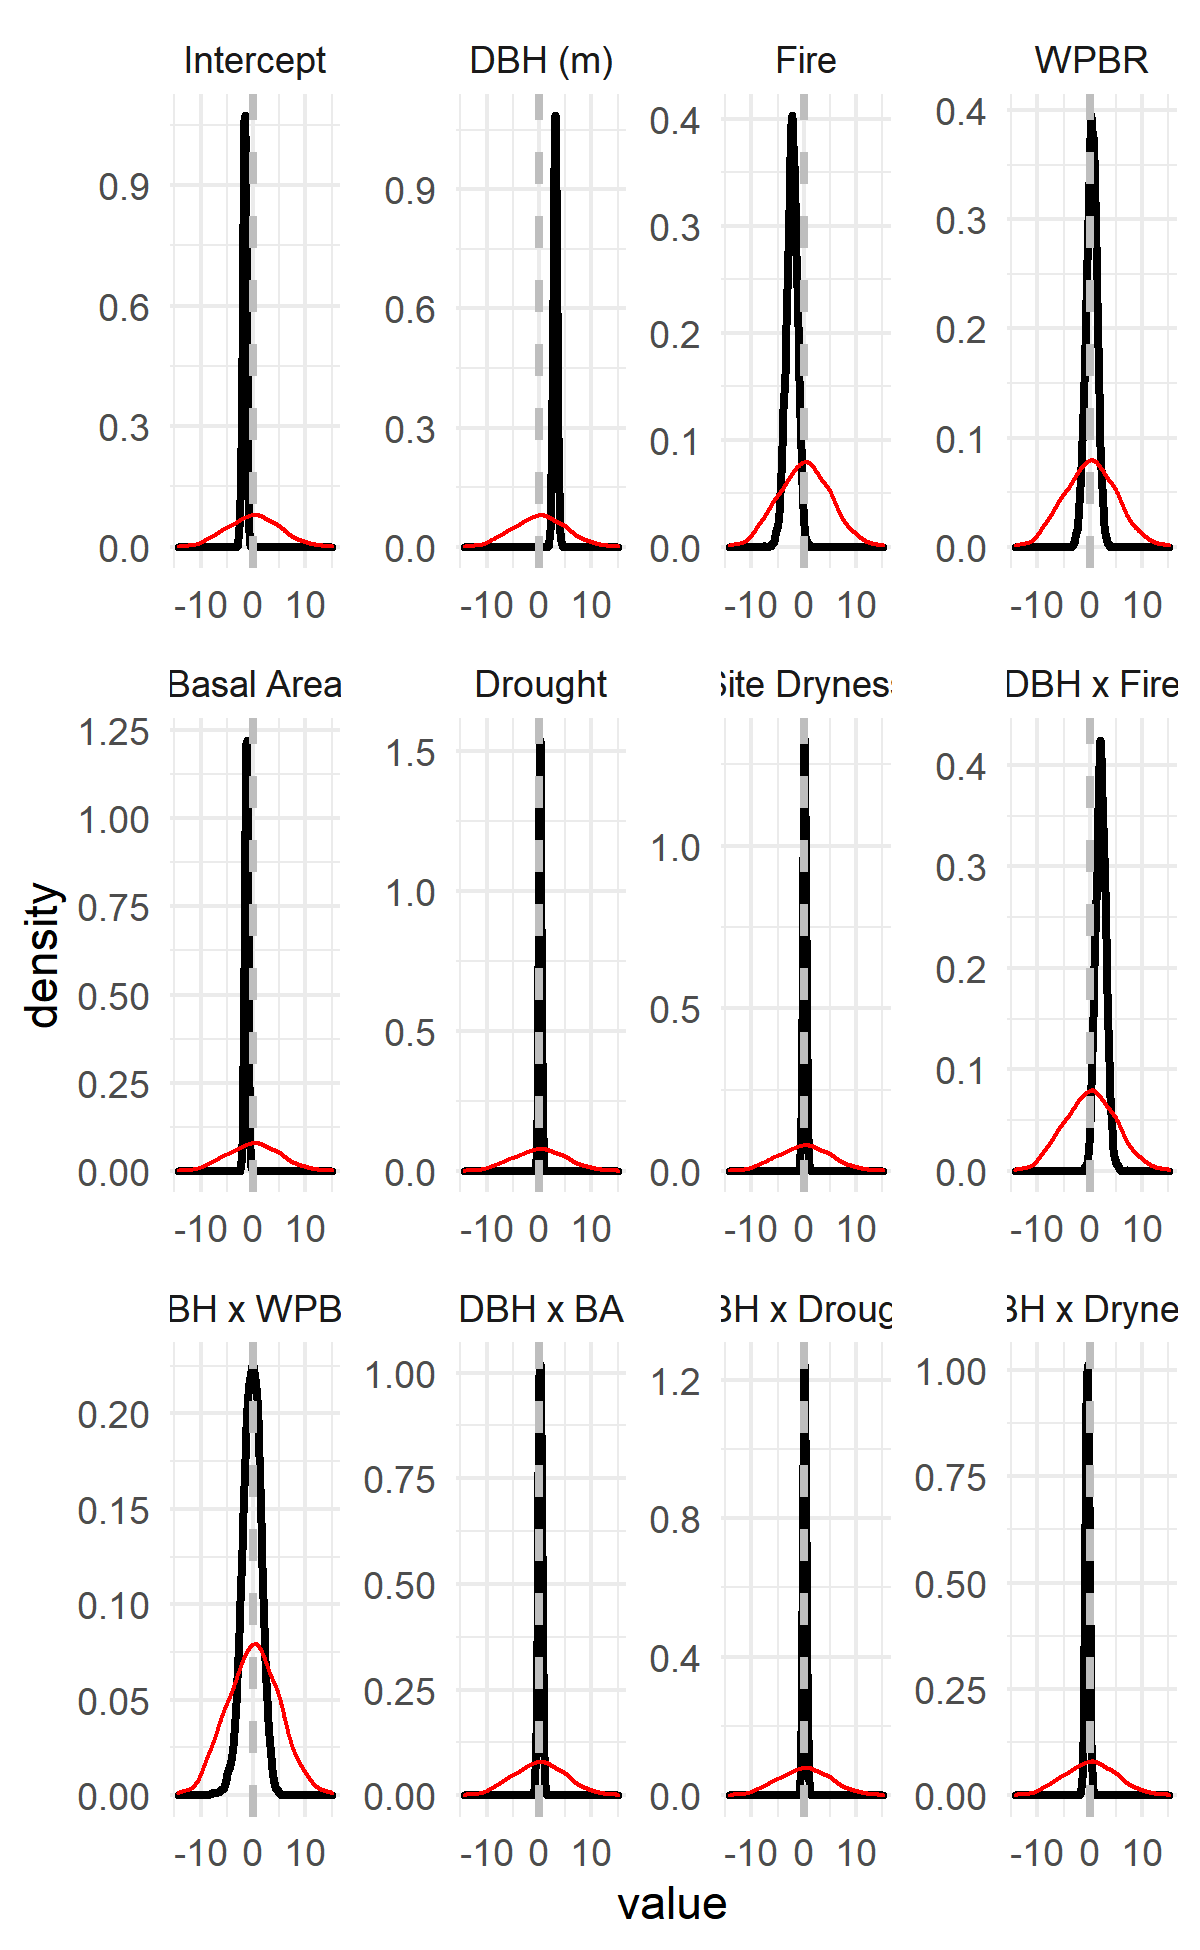 Intercept DBH (m) Fire WPBR
0.9 0.6 0.3 0.0
0.9 0.6 0.3 0.0
0.4 0.3 0.2 0.1 0.0
0.4 0.3 0.2 0.1 0.0
-10 0 10 -10 0 10 -10 0 10 -10 0 10
Basal Area Drought Site Dryness DBH x Fire
1.25 1.00 0.75 0.50 0.25 0.00
1.5 1.0 0.5 0.0
1.0 0.5 0.0
0.4 0.3 0.2 0.1 0.0
-10 0 10 -10 0 10 -10 0 10 -10 0 10
density
BH x WPB DBH x BA BH x Droug BH x Dryne
0.20 0.15 0.10 0.05 0.00
1.00 0.75 0.50 0.25 0.00
1.2 0.8 0.4 0.0
1.00 0.75 0.50 0.25 0.00
-10 0 10 -10 0 10 -10 0 10 -10 0 10
value